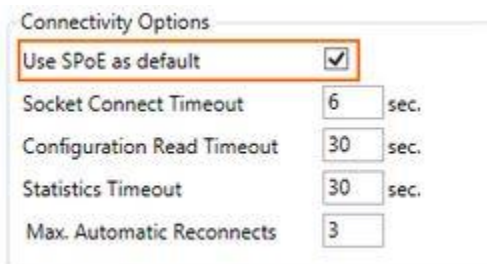 Connectivity Options
Use SPoE as default
Socket Connect Timeout 6 sec.
Configuration Read Timeout 30 sec.
Statistics Timeout 30 sec.
Max. Automatic Reconnects 3